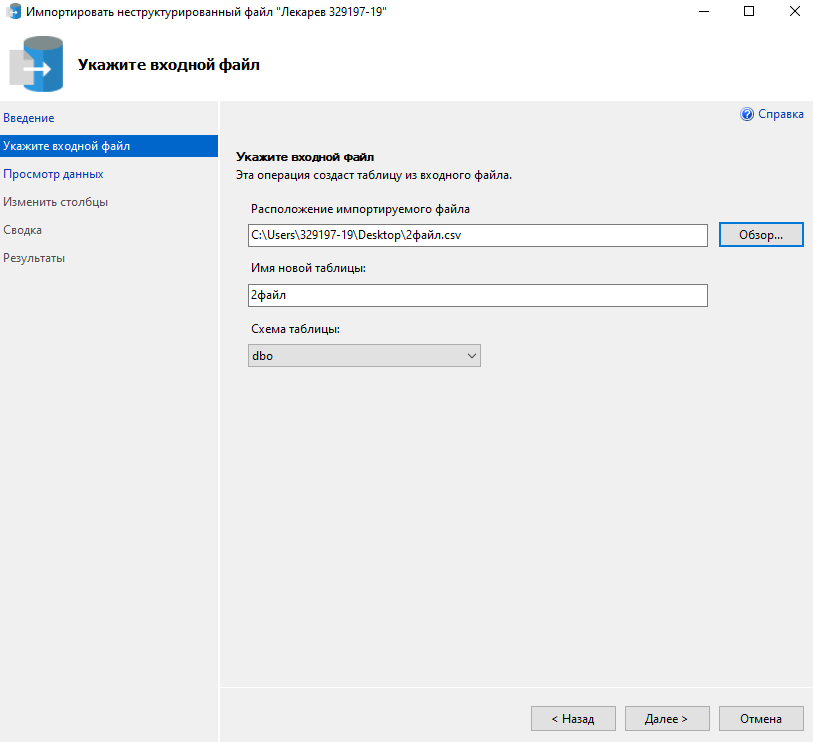 Импортировать неструктурированный файл "Лекарев 329197-19"
Укажите входной файл
Введение
Укажите входной файл
Просмотр данных
Изменить столбцы
Сводка
Результаты
Справка
Укажите входной файл
Эта операция создаст таблицу из входного файла.
Расположение импортируемого файла
C:\Users\329197-19\Desktop\2файл.csv
Обзор...
Имя новой таблицы:
2файл
Схема таблицы:
dbo
< Назад
Далее >
Отмена